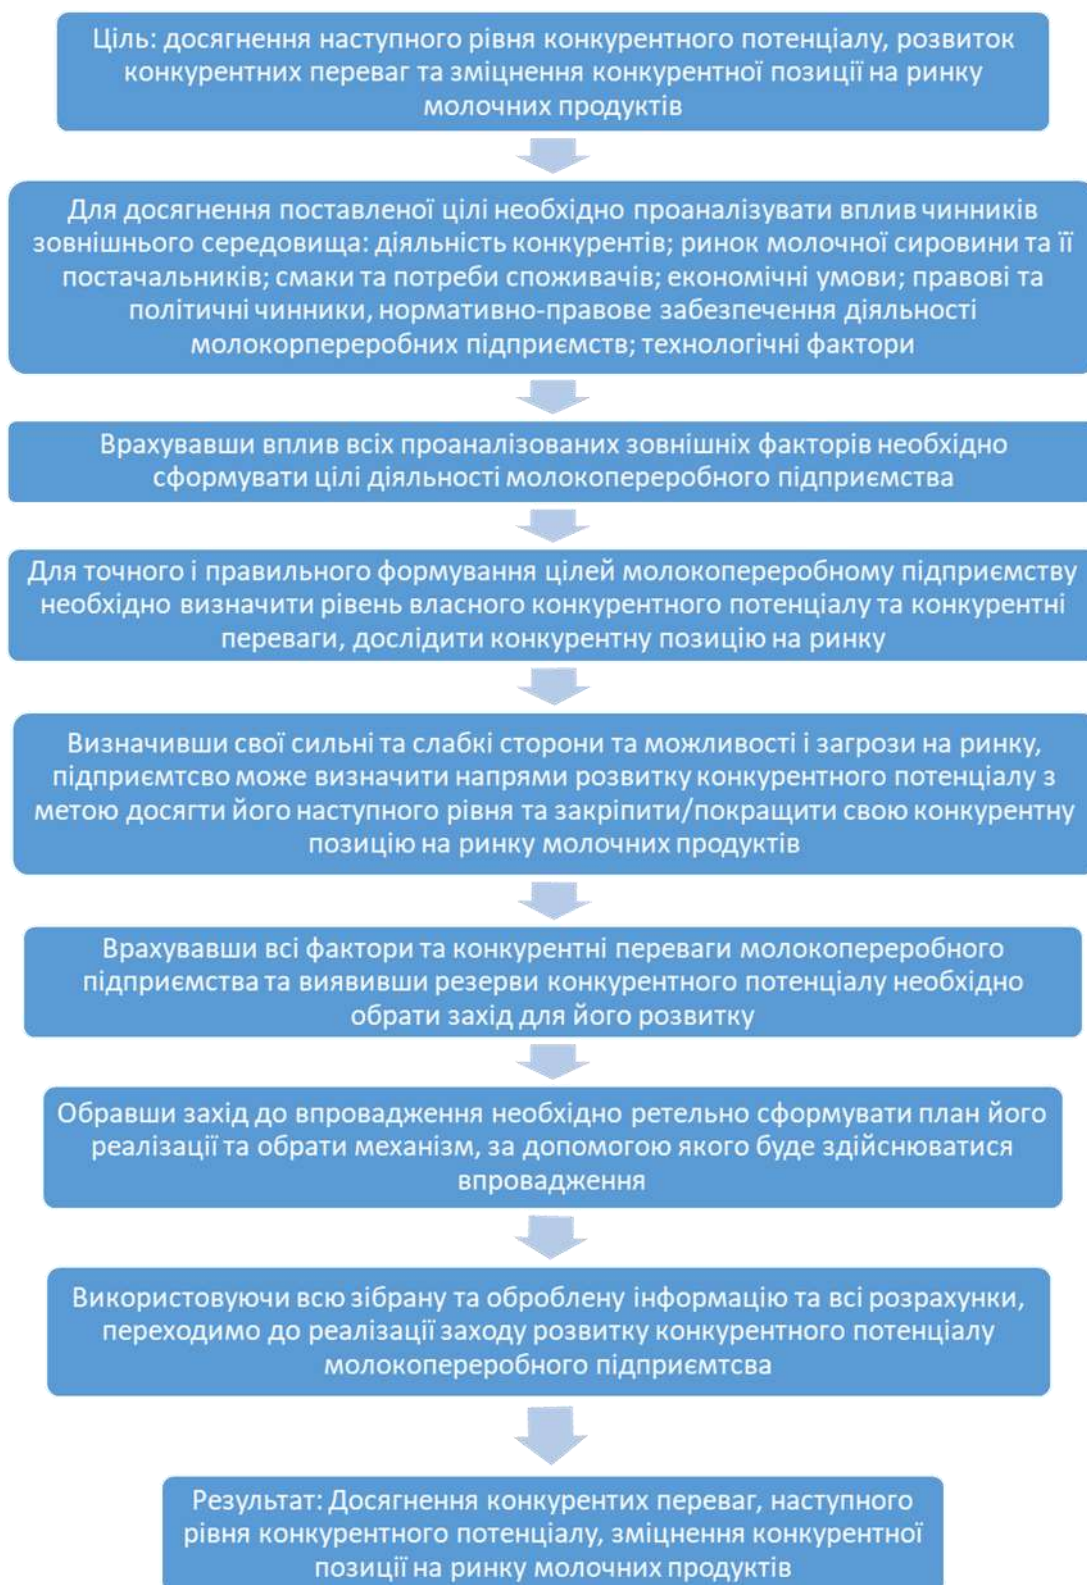 Ціль: досягнення наступного рівня конкурентного потенціалу, розвиток
конкурентних переваг та зміцнення конкурентної позиції на ринку
молочних продуктів
Для досягнення поставленої цілі необхідно проаналізувати вплив чинників
зовнішнього середовища: діяльність конкурентів; ринок молочної сировини та її
постачальників; смаки та потреби споживачів; економічні умови; правові та
політичні чинники, нормативно-правове забезпечення діяльності
молокорпереробних підприємств; технологічні фактори
Врахувавши вплив всіх проаналізованих зовнішніх факторів необхідно
сформувати цілі діяльності молокопереробного підприємства
Для точного і правильного формування цілей молокопереробному підприємству
необхідно визначити рівень власного конкурентного потенціалу та конкурентні
переваги, дослідити конкурентну позицію на ринку
Визначивши свої сильні та слабкі сторони та можливості і загрози на ринку,
підприємтсво може визначити напрями розвитку конкурентного потенціалу з
метою досягти його наступного рівня та закріпити/покращити свою конкурентну
позицію на ринку молочних продуктів
Врахувавши всі фактори та конкурентні переваги молокопереробного
підприємства та виявивши резерви конкурентного потенціалу необхідно
обрати захід для його розвитку
Обравши захід до впровадження необхідно ретельно сформувати план його
реалізації та обрати механізм, за допомогою якого буде здійснюватися
впровадження
Використовуючи всю зібрану та оброблену інформацію та всі розрахунки,
переходимо до реалізації заходу розвитку конкурентного потенціалу
молокопереробного підприємтсва
Результат: Досягнення конкурентих переваг, наступного
рівня конкурентного потенціалу, зміцнення конкурентної
позиції на ринку молочних продуктів